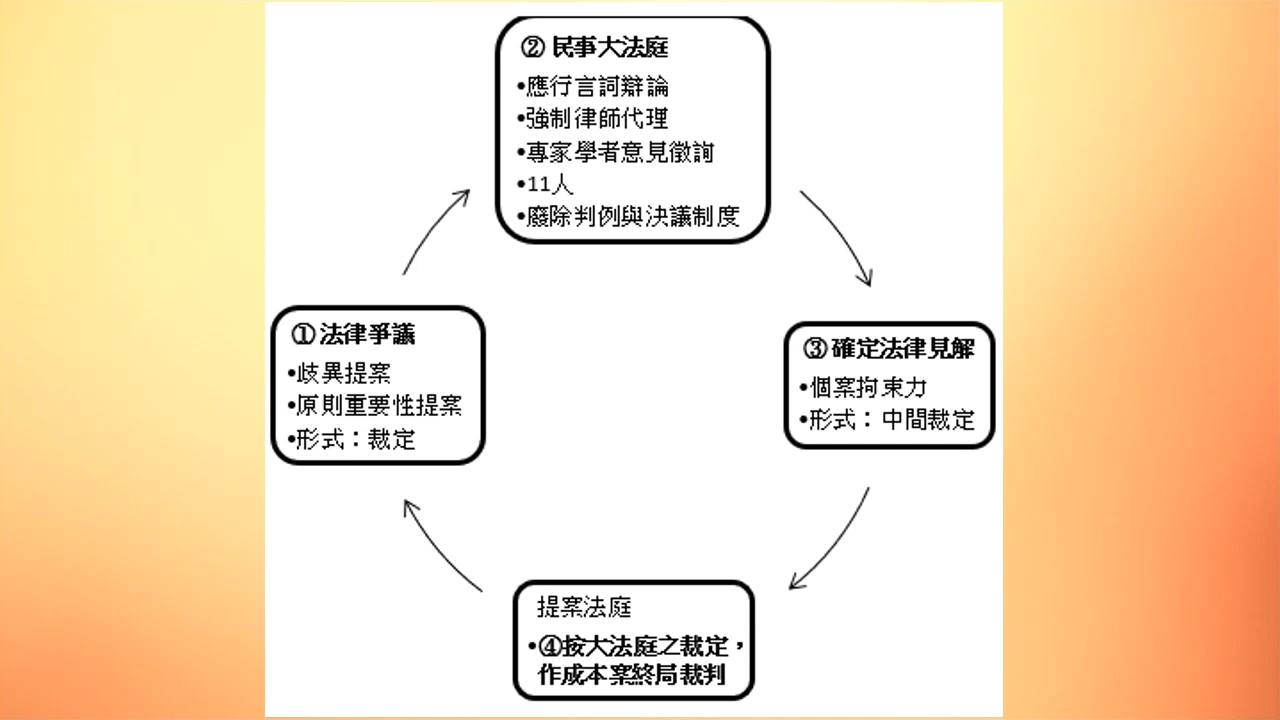 ② 民事大法庭
•應行言詞辯論
•強制律師代理
•專家學者意見徵詢
•11人
•廢除判例與決議制度
① 法律爭議
•歧異提案
•原則重要性提案
•形式：裁定
③ 確定法律見解
•個案拘束力
•形式：中間裁定
提案法庭
•④按大法庭之裁定，
作成本案終局裁判